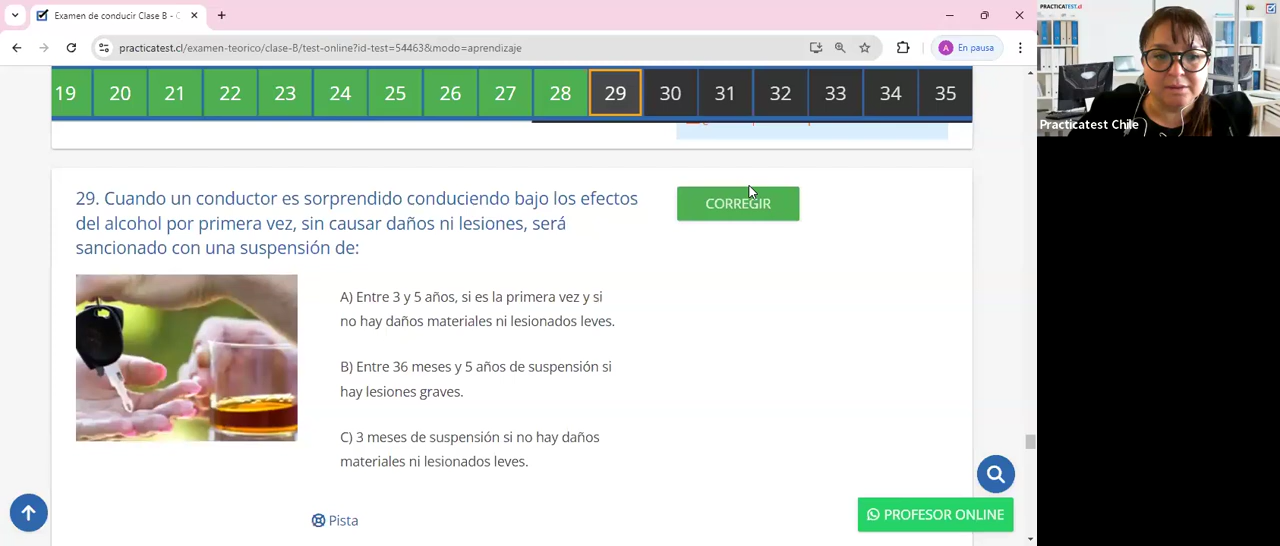 Examen de conducir Clase B - C
practicatest.cl/examen-teorico/clase-B/test-online?id-test=54463&modo=aprendizaje
A En pausa
PRACTICATEST.cl
Practicatest Chile
19 20 21 22 23 24 25 26 27 28 29 30 31 32 33 34 35
29. Cuando un conductor es sorprendido conduciendo bajo los efectos
del alcohol por primera vez, sin causar daños ni lesiones, será
sancionado con una suspensión de:
CORREGIR
A) Entre 3 y 5 años, si es la primera vez y si
no hay daños materiales ni lesionados leves.
B) Entre 36 meses y 5 años de suspensión si
hay lesiones graves.
C) 3 meses de suspensión si no hay daños
materiales ni lesionados leves.
Pista
PROFESOR ONLINE